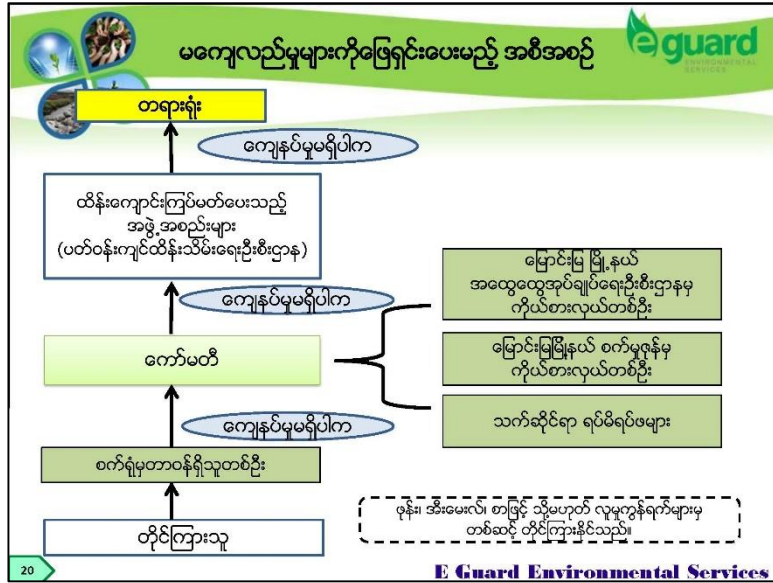 မကျေလည်မှုများကိုဖြေရှင်းပေးမည့် အစီအစဉ်
eguard
ENVIRONMENTAL
SERVICES
တရားရုံး
ကျေနပ်မှုမရှိပါက
ထိန်းကျောင်းကြပ်မတ်ပေးသည့်
အဖွဲ့အစည်းများ
(ပတ်ဝန်းကျင်ထိန်းသိမ်းရေးဦးစီးဌာန)
ကျေနပ်မှုမရှိပါက
ကော်မတီ
မြောင်းမြ မြို့နယ်
အထွေထွေအုပ်ချုပ်ရေးဦးစီးဌာနမှ
ကိုယ်စားလှယ်တစ်ဦး
မြောင်းမြမြို့နယ် စက်မှုဇုန်မှ
ကိုယ်စားလှယ်တစ်ဦး
သက်ဆိုင်ရာ ရပ်မိရပ်ဖများ
ကျေနပ်မှုမရှိပါက
စက်ရုံမှတာဝန်ရှိသူတစ်ဦး
တိုင်ကြားသူ
ဖုန်း၊ အီးမေးလ်၊ စာဖြင့် သို့မဟုတ် လူမှုကွန်ရက်များမှ
တစ်ဆင့် တိုင်ကြားနိုင်သည်။
20
E Guard Environmental Services